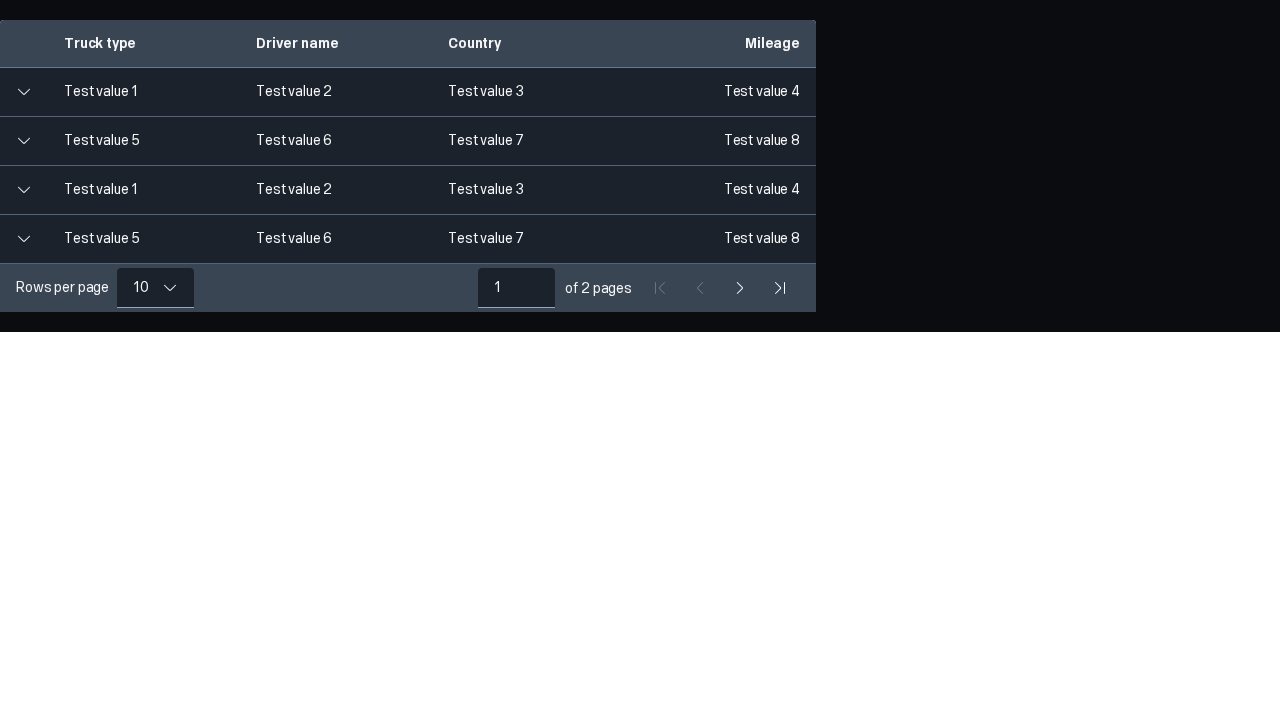 Truck type Driver name Country Mileage
Test value 1 Test value 2 Test value 3 Test value 4
Test value 5 Test value 6 Test value 7 Test value 8
Test value 1 Test value 2 Test value 3 Test value 4
Test value 5 Test value 6 Test value 7 Test value 8
Rows per page 10 1 of 2 pages